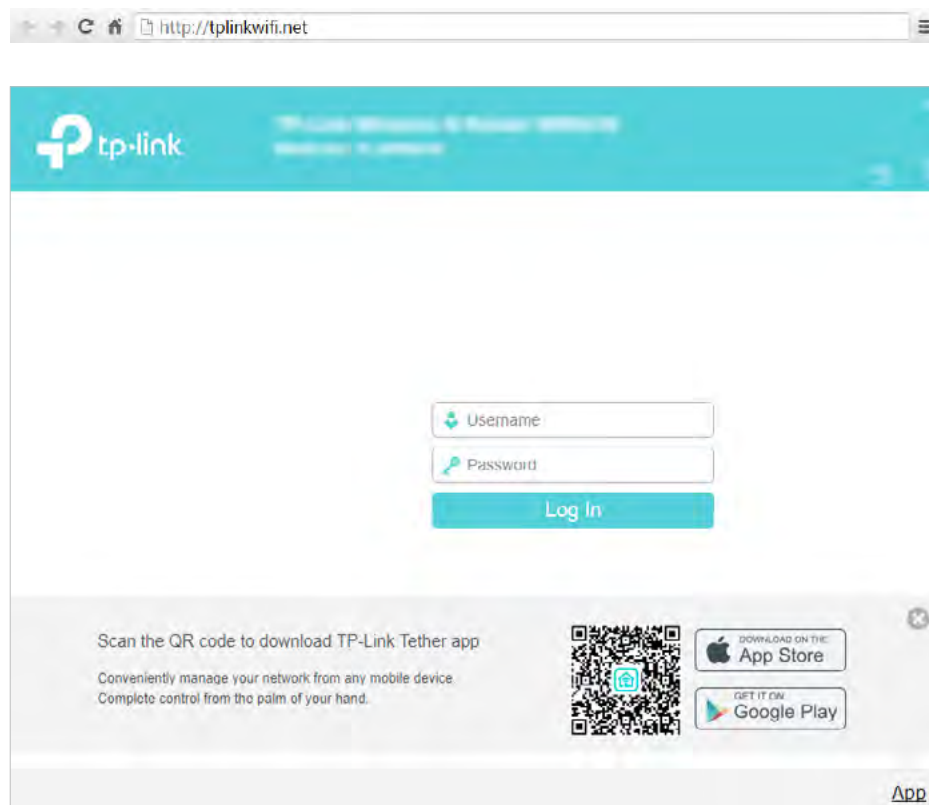 http://tplinkwifi.net
tp-link
Username
Password
Log In
Scan the QR code to download TP-Link Tether app
Conveniently manage your network from any mobile device.
Complete control from the palm of your hand.
DOWNLOAD ON THE
App Store
GET IT ON
Google Play
App